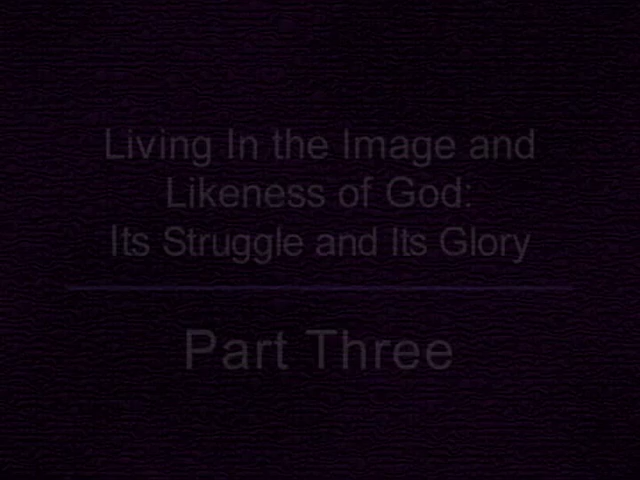 Living In the Image and
Likeness of God:
Its Struggle and Its Glory
Part Three